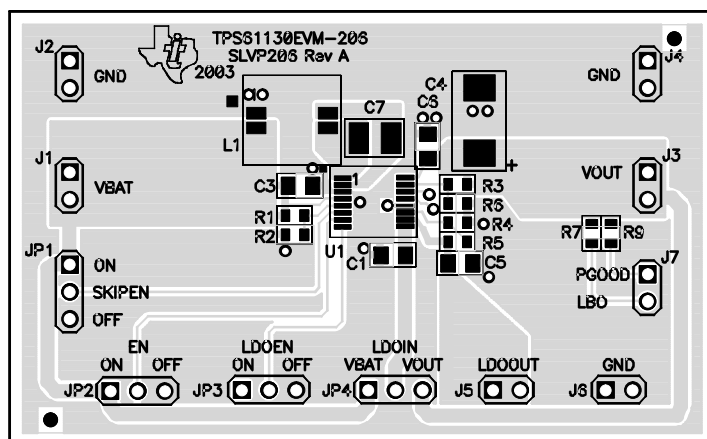 TPS61130EVM-206
SLVP206 Rev A
2003
J2
GND
J4
GND
C4
C6
C7
L1
+
J1
VBAT
J3
VOUT
C3
1
R3
R1
R6
R2
R4
R5
U1
C1
C5
R7
R9
JP1
ON
SKIPEN
OFF
J7
PGOOD
LBO
EN
ON
OFF
JP2
LDOEN
ON
OFF
JP3
LDOIN
VBAT
VOUT
JP4
LDOOUT
J5
GND
J6